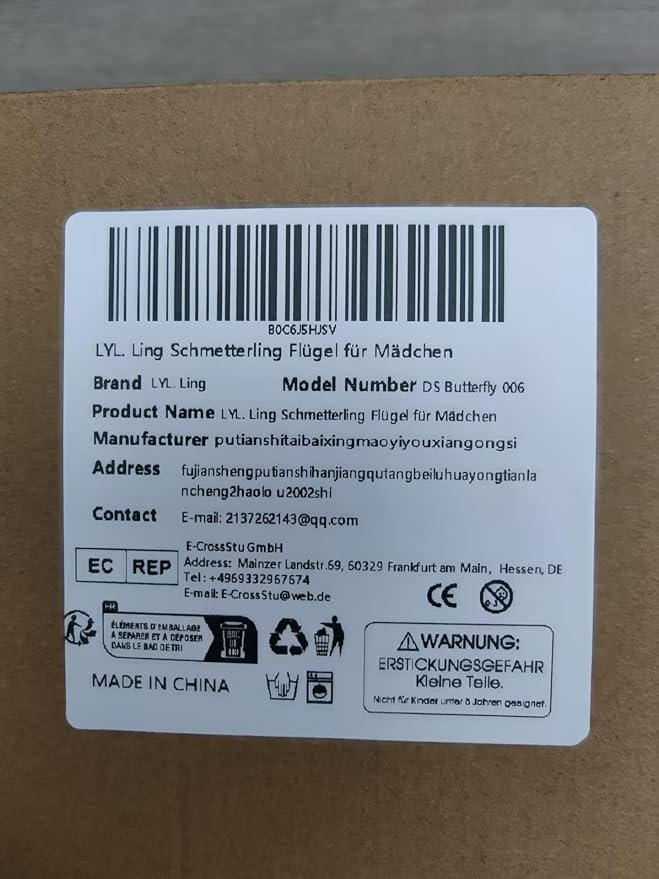 B0C6J5HJSV
LYL. Ling Schmetterling Flügel für Mädchen
Brand LYL. Ling Model Number DS Butterfly 006
Product Name LYL. Ling Schmetterling Flügel für Mädchen
Manufacturer putianshitaibaixingmaoyiyouxiangongsi
Address fujianshengputianshihanjiangqutangbeiluhuayongtianla
ncheng2haolo u2002shi
Contact E-mail: 2137262143@qq.com
EC REP
E-CrossStu GmbH
Address: Mainzer Landstr.69, 60329 Frankfurt am Main, Hessen, DE
Tel: +4969332967674
E-mail: E-CrossStu@web.de
CE
FR
ÉLÉMENTS D'EMBALLAGE
À SÉPARER ET À DÉPOSER
DANS LE BAC DE TRI
BAC
DE
TRI
MADE IN CHINA
WARNUNG:
ERSTICKUNGSGEFAHR
Kleine Teile.
Nicht für Kinder unter Jahren geeignet.